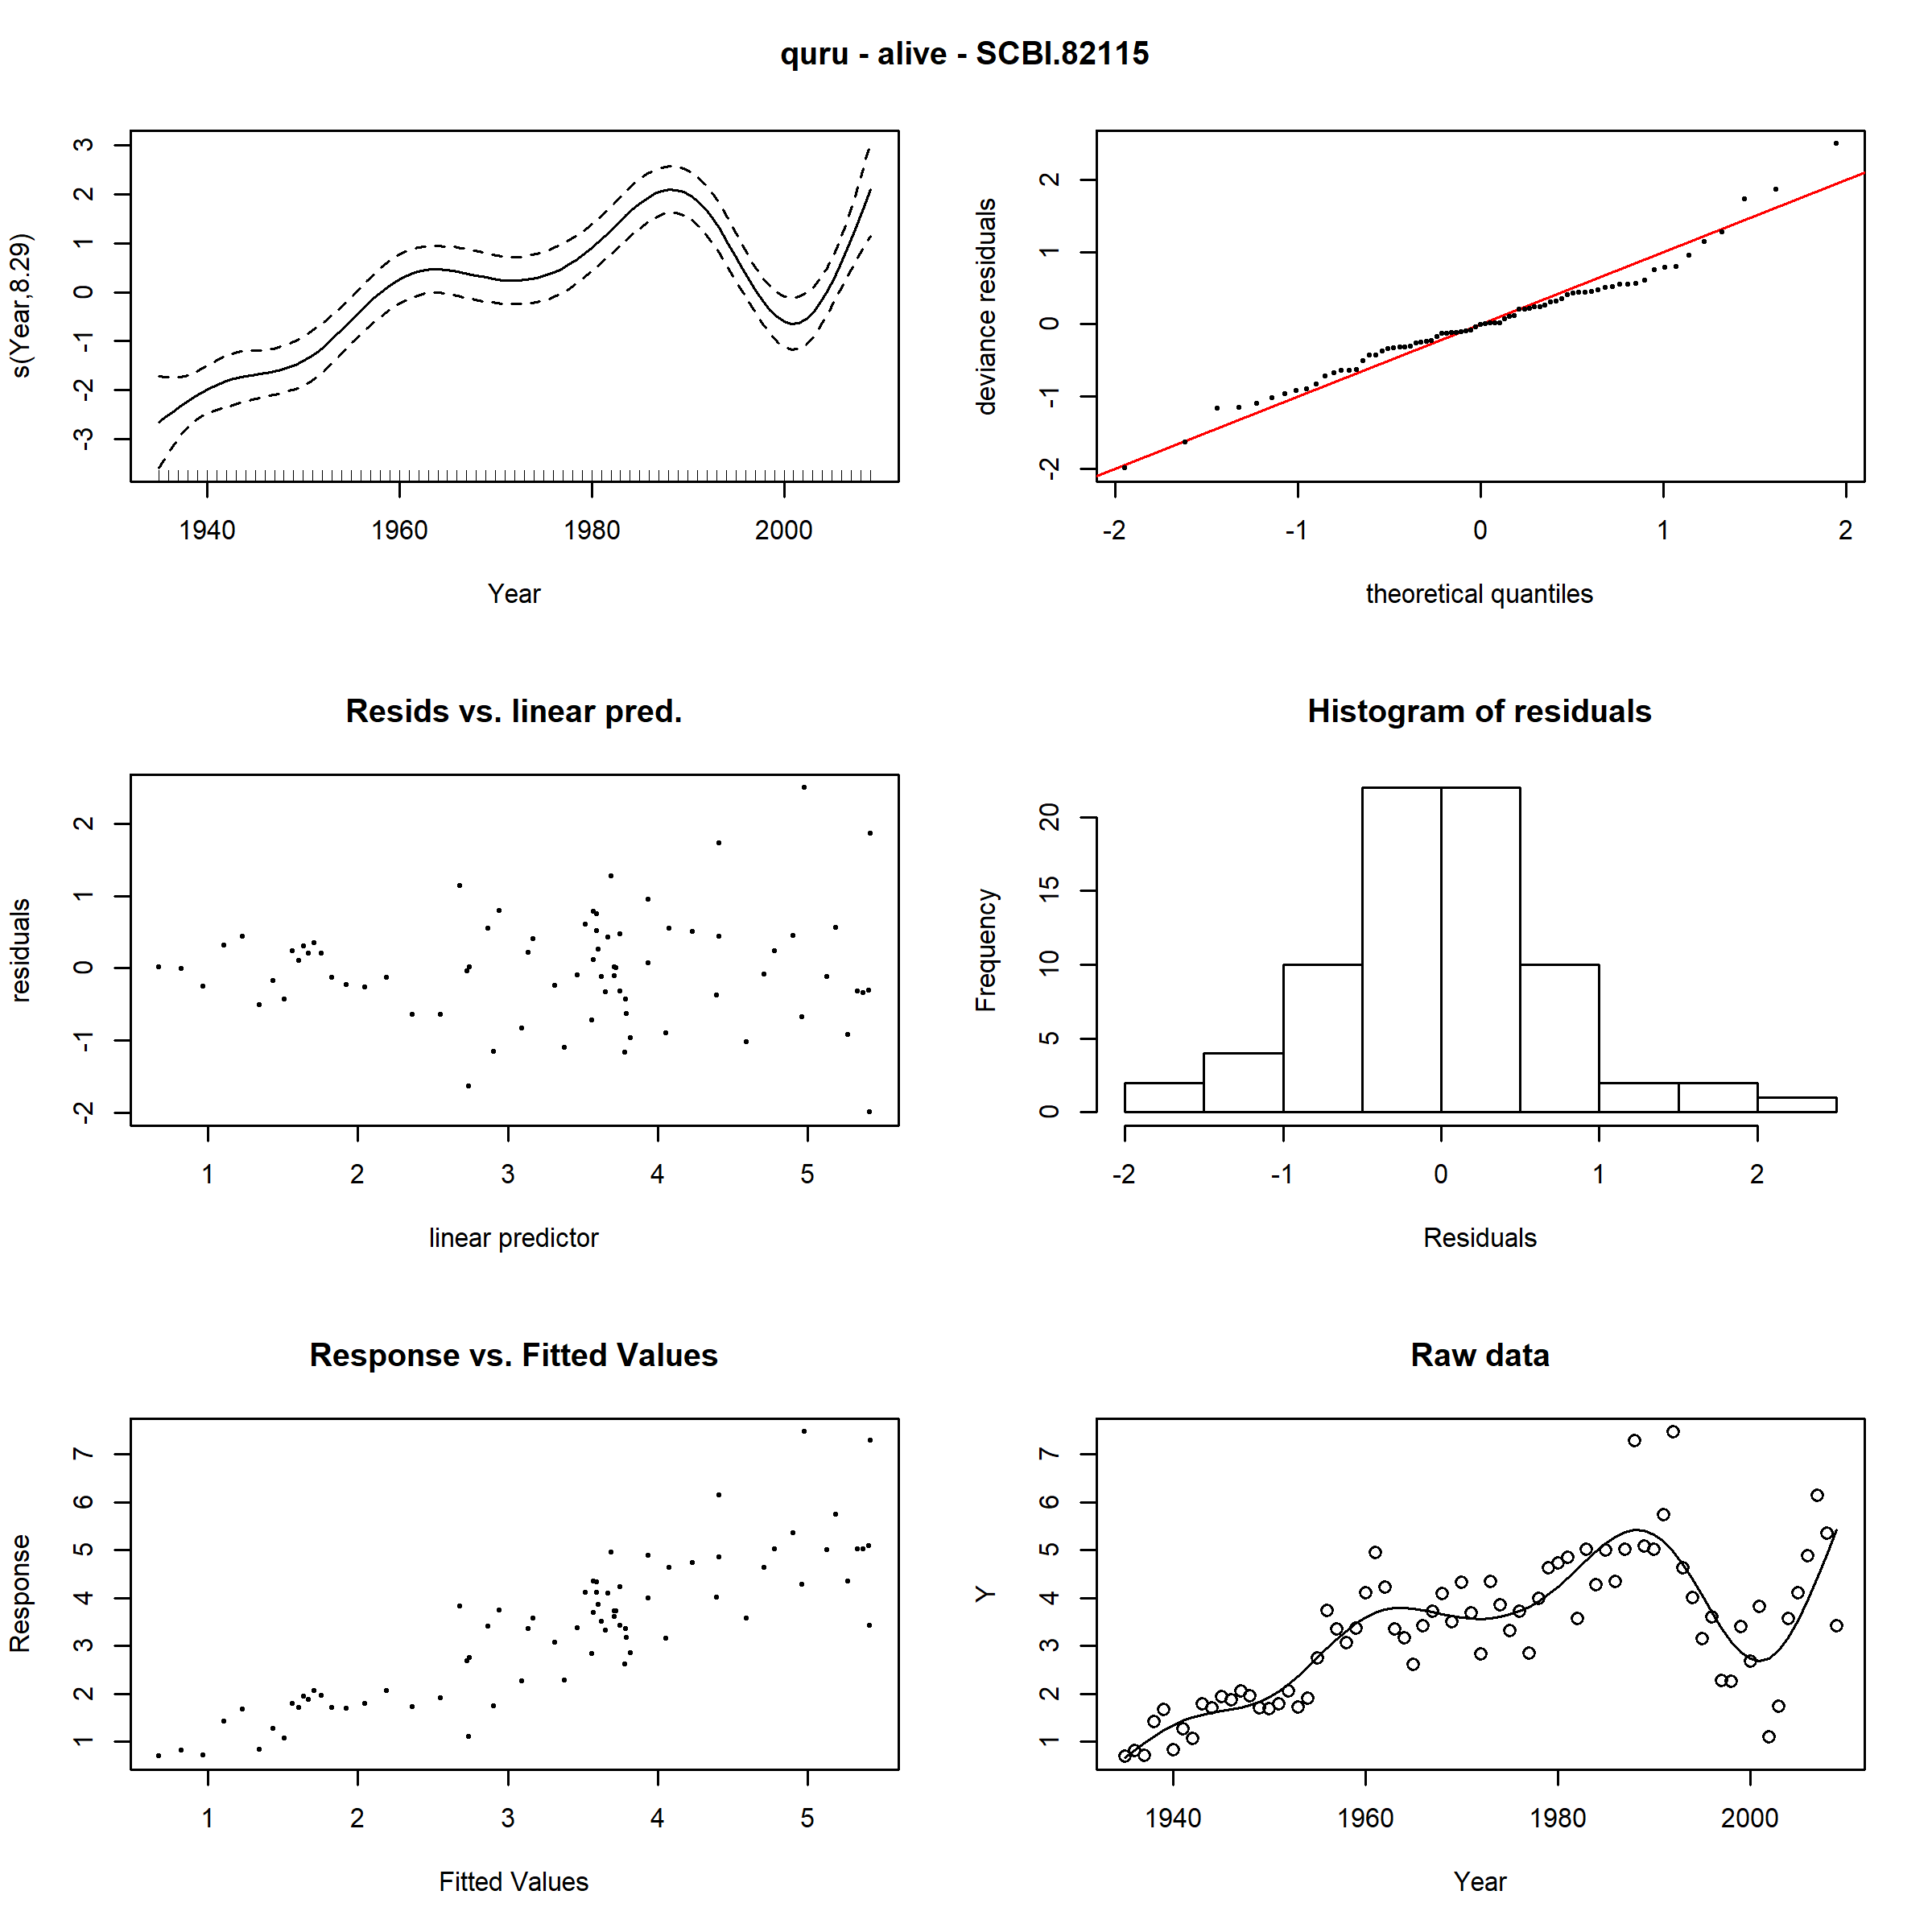 quru - alive - SCBI.82115
s(Year,8.29)
3
2
1
0
-1
-2
-3
1940 1960 1980 2000
Year
deviance residuals
2
1
0
-1
-2
-2 -1 0 1 2
theoretical quantiles
Resids vs. linear pred.
residuals
2
1
0
-1
-2
1 2 3 4 5
linear predictor
Histogram of residuals
Frequency
20
15
10
5
0
-2 -1 0 1 2
Residuals
Response vs. Fitted Values
Response
7
6
5
4
3
2
1
1 2 3 4 5
Fitted Values
Raw data
Y
7
6
5
4
3
2
1
1940 1960 1980 2000
Year